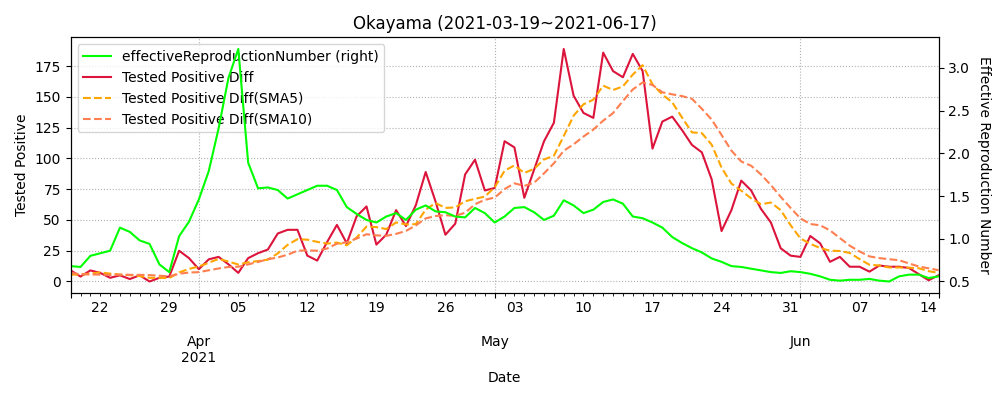 Okayama (2021-03-19~2021-06-17)
effectiveReproductionNumber (right)
Tested Positive Diff
Tested Positive Diff(SMA5)
Tested Positive Diff(SMA10)
Tested Positive
175
150
125
100
75
50
25
0
3.0
2.5
2.0
1.5
1.0
0.5
Effective Reproduction Number
22 29 05 12 19 26 03 10 17 24 31 07 14
Apr May Jun
2021
Date